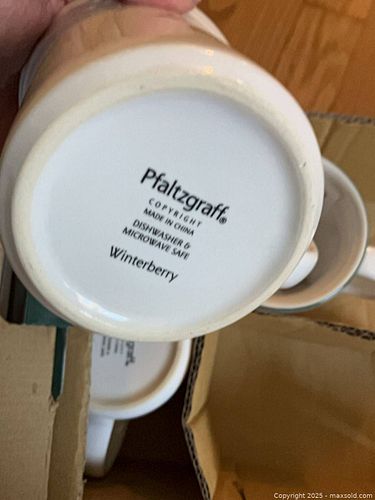 Pfaltzgraff®
COPYRIGHT
MADE IN CHINA
DISHWASHER &
MICROWAVE SAFE
Winterberry
Copyright 2025 - maxsold.com